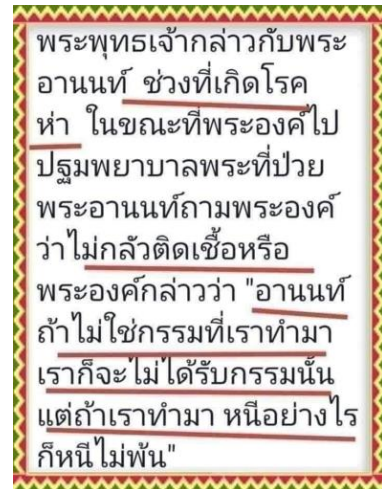 พระพุทธเจ้ากล่าวกับพระ
อานนท์ ช่วงที่เกิดโรค
ห่า ในขณะที่พระองค์ไป
ปฐมพยาบาลพระที่ป่วย
พระอานนท์ถามพระองค์
ว่าไม่กลัวติดเชื้อหรือ
พระองค์กล่าวว่า "อานนท์
ถ้าไม่ใช่กรรมที่เราทำมา
เราก็จะไม่ได้รับกรรมนั้น
แต่ถ้าเราทำมา หนีอย่างไร
ก็หนีไม่พ้น"